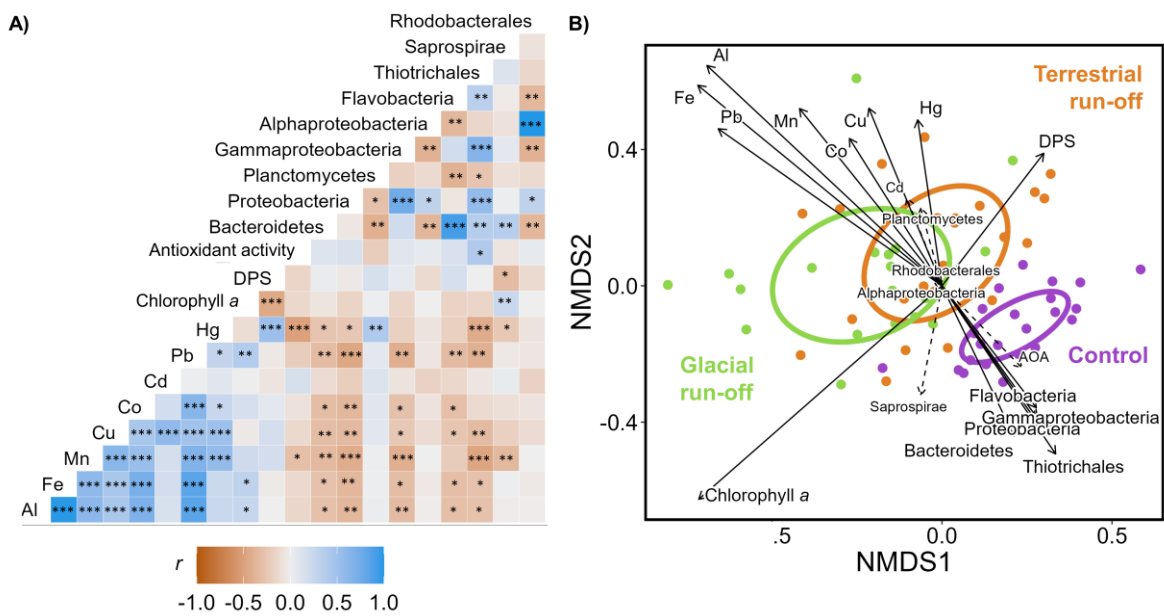 A)
Rhodobacterales
Saprospirae
Thiotrichales
Flavobacteria ** **
Alphaproteobacteria ** ***
Gammaproteobacteria ** *** **
Planctomycetes ** *
Proteobacteria * *** * *** *
Bacteroidetes ** ** *** ** ** **
Antioxidant activity *
DPS *
Chlorophyll a *** **
Hg *** *** * * ** *** *
Pb * ** ** *** ** ** **
Cd
Co *** * * ** * *
Cu *** *** *** *** ** ** * * **
Mn *** *** *** *** * ** *** *** *** **
Fe *** *** *** *** * * ** * * *
Al *** *** *** *** *** * * ** * * *
r
-1.0 -0.5 0.0 0.5 1.0
B)
Al
Fe
Pb
Mn
Cu
Co
Hg
Cd
DPS
Terrestrial
run-off
Planctomycetes
Rhodobacterales
Alphaproteobacteria
Glacial
run-off
Control
AOA
Saprospirae
Flavobacteria
Gammaproteobacteria
Proteobacteria
Bacteroidetes
Thiotrichales
Chlorophyll a
0.4
0.0
-0.4
NMDS2
.5 0.0 0.5
NMDS1